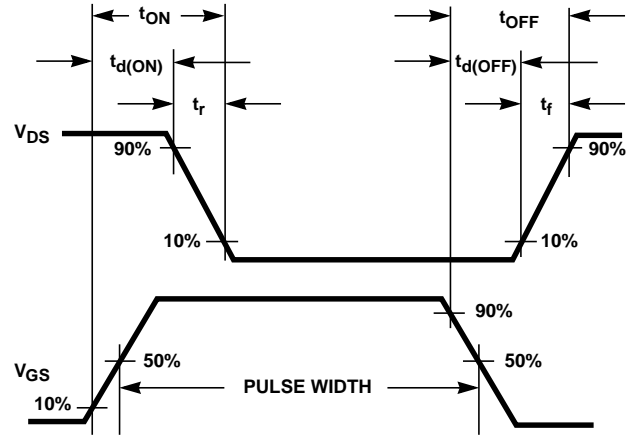 tON
tOFF
td(ON)
td(OFF)
tr
tf
VDS
90%
90%
10%
10%
90%
VGS
50%
50%
PULSE WIDTH
10%